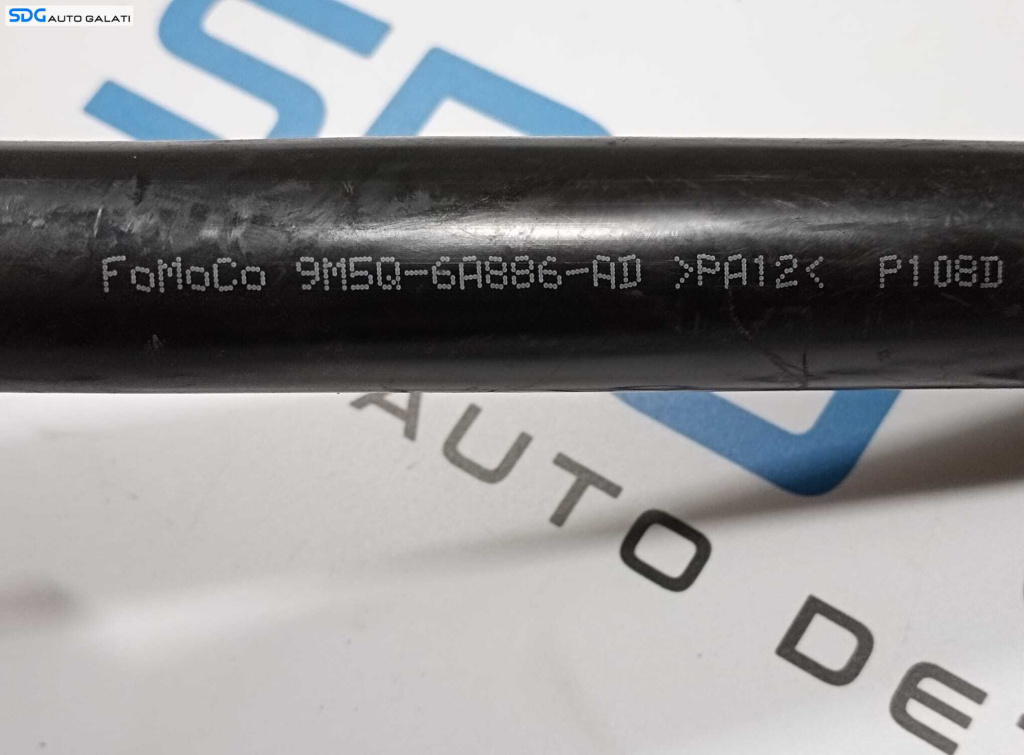 SDG AUTO GALATI
FoMoCo 9M5Q-6A886-AD >PA12< P108D
AUTO DE